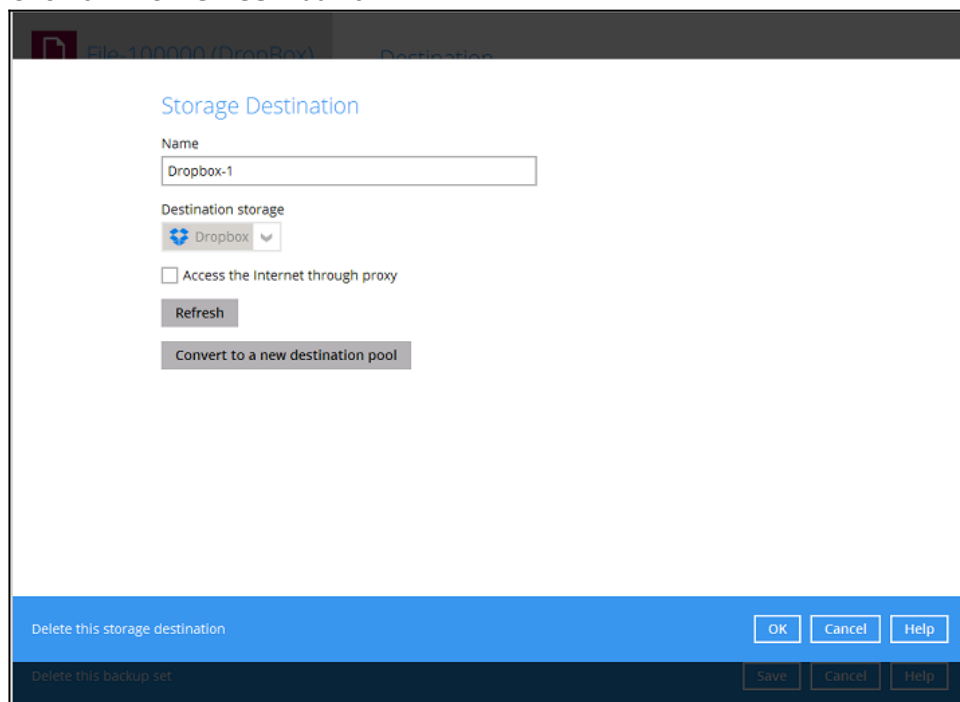 File-100000 (DropBox)
Destination
Storage Destination
Name
Dropbox-1
Destination storage
Dropbox
Access the Internet through proxy
Refresh
Convert to a new destination pool
Delete this storage destination
OK Cancel Help
Delete this backup set
Save Cancel Help